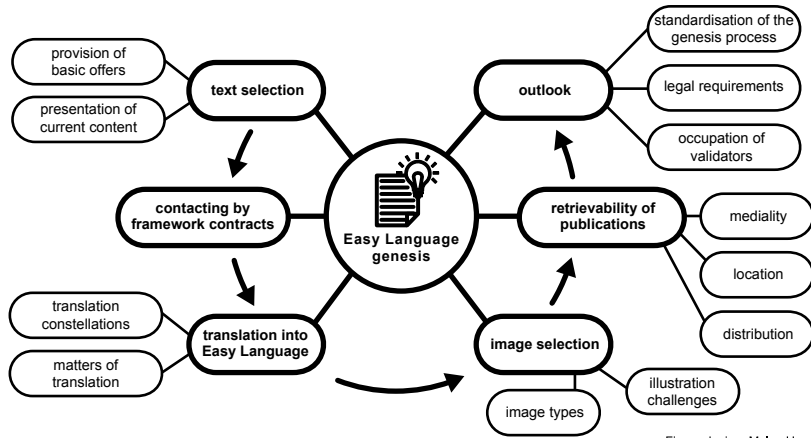 provision of
basic offers
presentation of
current content
text selection
contacting by
framework contracts
translation
constellations
matters of
translation
translation into
Easy Language
Easy Language
genesis
image selection
image types
illustration
challenges
retrievability of
publications
mediality
location
distribution
outlook
standardisation of the
genesis process
legal requirements
occupation of
validators